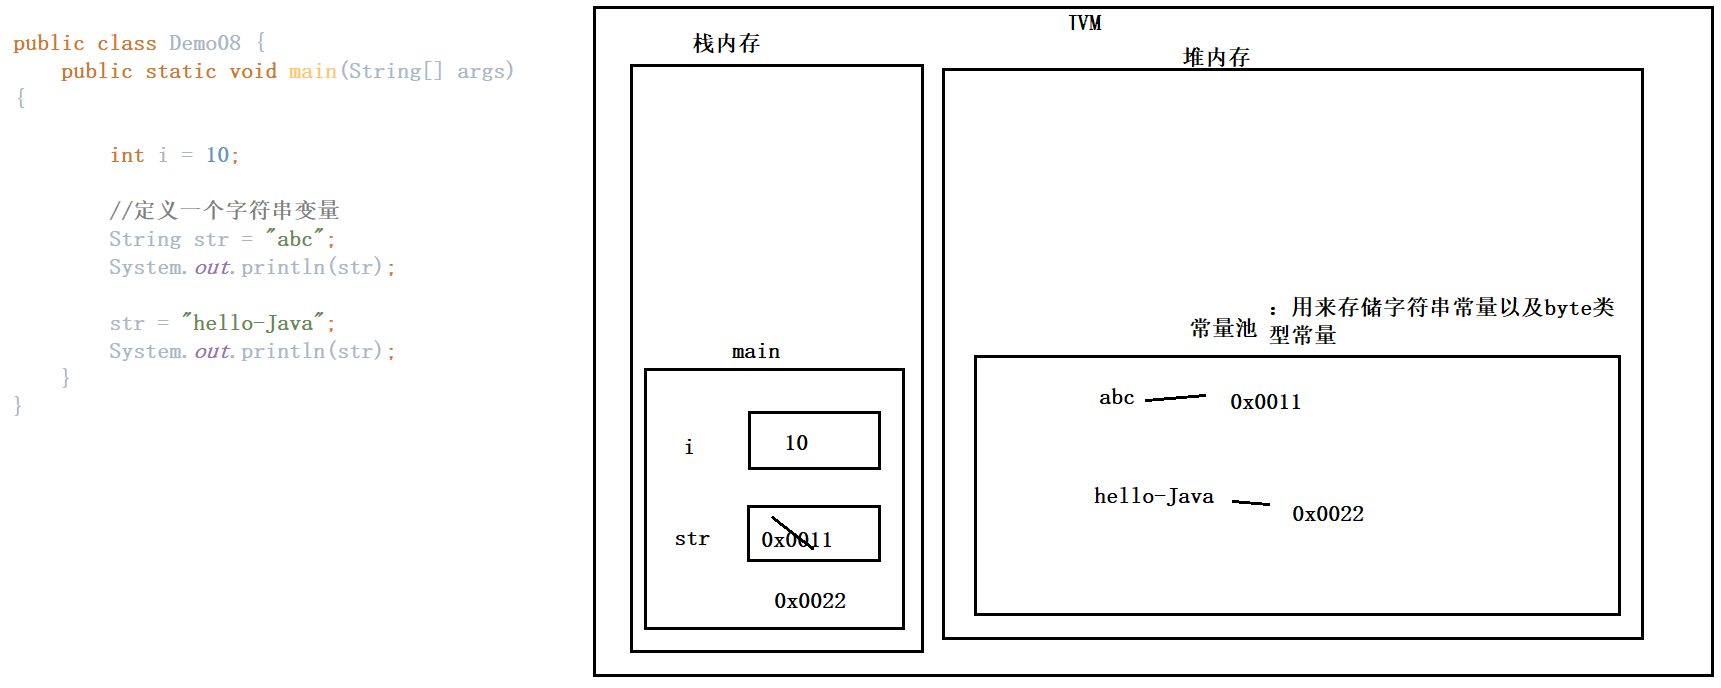 public class Demo08 {
public static void main(String[] args)
{
int i = 10;
//定义一个字符串变量
String str = "abc";
System.out.println(str);
str = "hello-Java";
System.out.println(str);
}
}
JVM
栈内存
堆内存
main
i
10
str
0x0011
0x0022
常量池
：用来存储字符串常量以及byte类
型常量
abc
0x0011
hello-Java
0x0022